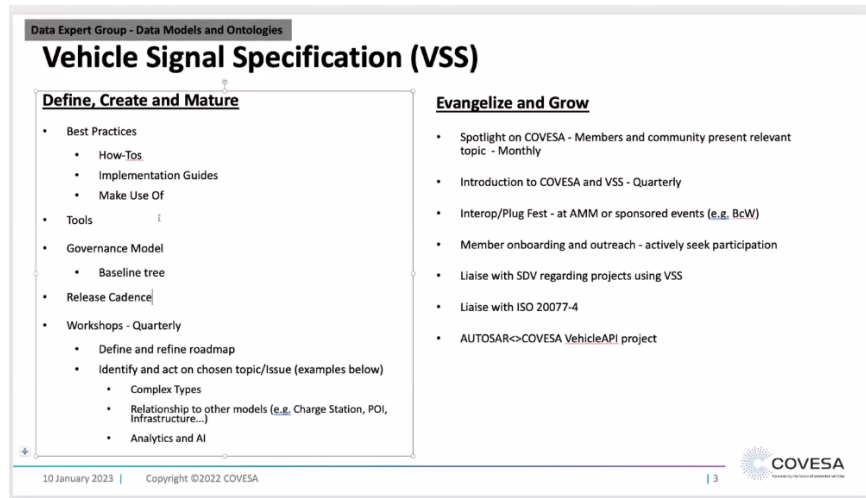 Data Expert Group - Data Models and Ontologies
Vehicle Signal Specification (VSS)
Define, Create and Mature
• Best Practices
• How-Tos
• Implementation Guides
• Make Use Of
• Tools
• Governance Model
• Baseline tree
• Release Cadence
• Workshops - Quarterly
• Define and refine roadmap
• Identify and act on chosen topic/Issue (examples below)
• Complex Types
• Relationship to other models (e.g. Charge Station, POI,
Infrastructure...)
• Analytics and AI
Evangelize and Grow
• Spotlight on COVESA - Members and community present relevant
topic - Monthly
• Introduction to COVESA and VSS - Quarterly
• Interop/Plug Fest - at AMM or sponsored events (e.g. BcW)
• Member onboarding and outreach - actively seek participation
• Liaise with SDV regarding projects using VSS
• Liaise with ISO 20077-4
• AUTOSAR<>COVESA VehicleAPI project
10 January 2023 | Copyright ©2022 COVESA
| 3
COVESA